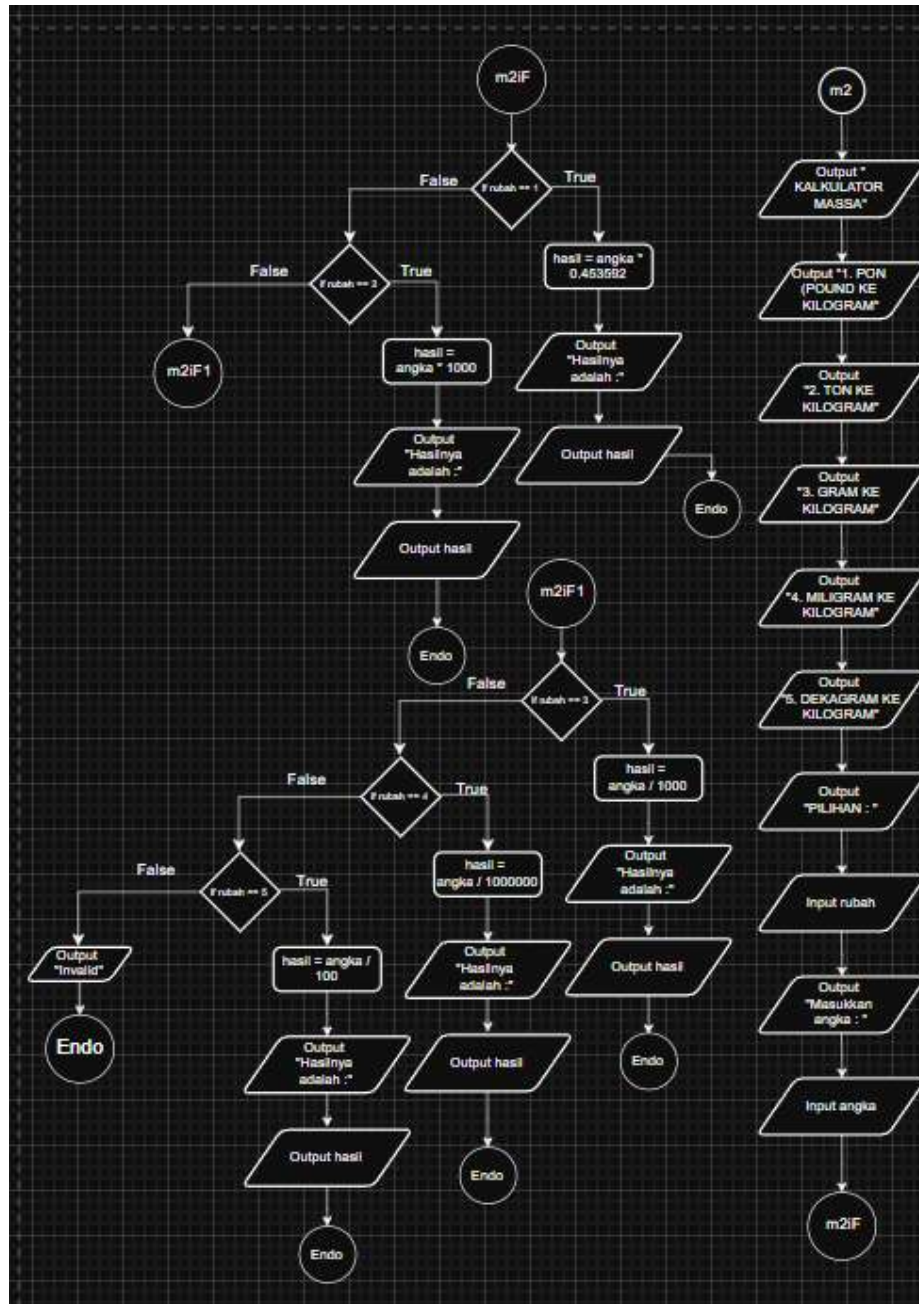 m2iF
If rubah == 1
False
True
hasil = angka *
0,453592
If rubah == 2
False
True
m2iF1
hasil =
angka * 1000
Output
"Hasilnya
adalah :"
Output
"Hasilnya
adalah :"
Output hasil
Endo
Output hasil
Endo
m2iF1
If rubah == 3
False
True
hasil =
angka / 1000
If rubah == 4
False
True
Output
"Hasilnya
adalah :"
hasil =
angka / 1000000
If rubah == 5
False
True
Output
"Invalid"
Endo
hasil = angka /
100
Output
"Hasilnya
adalah :"
Output hasil
Endo
Output
"Hasilnya
adalah :"
Output hasil
Endo
Output hasil
Endo
m2
Output "
KALKULATOR
MASSA"
Output "1. PON
(POUND KE
KILOGRAM"
Output
"2. TON KE
KILOGRAM"
Output
"3. GRAM KE
KILOGRAM"
Output
"4. MILIGRAM KE
KILOGRAM"
Output
"5. DEKAGRAM KE
KILOGRAM"
Output
"PILIHAN : "
Input rubah
Output
"Masukkan
angka : "
Input angka
m2iF